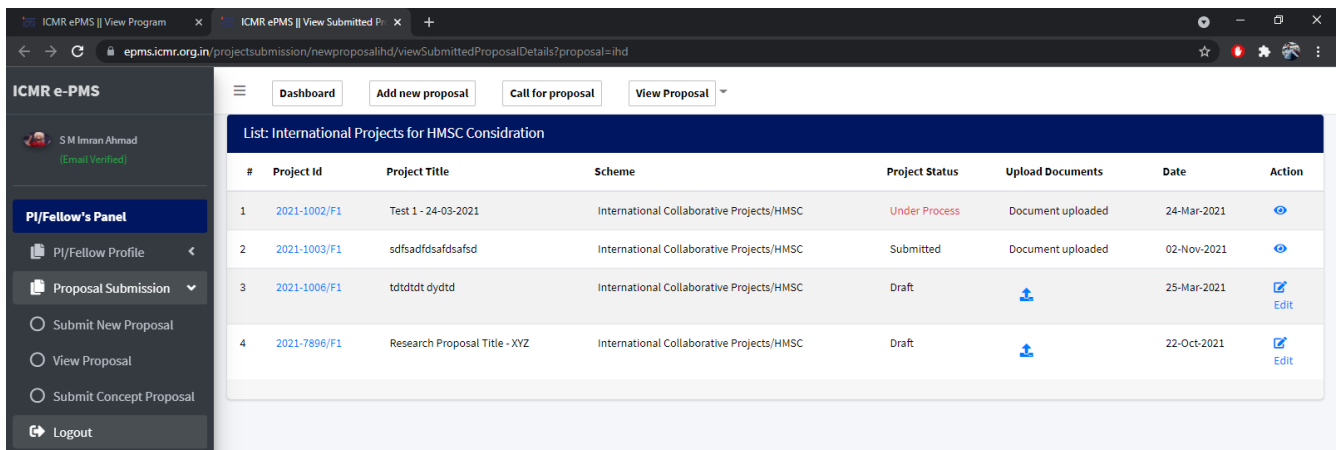 ICMR ePMS || View Program
ICMR ePMS || View Submitted Pr
epms.icmr.org.in/projectsubmission/newproposalihd/viewSubmittedProposalDetails?proposal=ihd
ICMR e-PMS
Dashboard Add new proposal Call for proposal View Proposal
S M Imran Ahmad
(Email Verified)
PI/Fellow's Panel
PI/Fellow Profile
Proposal Submission
Submit New Proposal
View Proposal
Submit Concept Proposal
Logout
List: International Projects for HMSC Considration
# Project Id Project Title Scheme Project Status Upload Documents Date Action
1 2021-1002/F1 Test 1 - 24-03-2021 International Collaborative Projects/HMSC Under Process Document uploaded 24-Mar-2021
2 2021-1003/F1 sdfsadfdsafdsafsd International Collaborative Projects/HMSC Submitted Document uploaded 02-Nov-2021
3 2021-1006/F1 tdtdtdt dydtd International Collaborative Projects/HMSC Draft 25-Mar-2021 Edit
4 2021-7896/F1 Research Proposal Title - XYZ International Collaborative Projects/HMSC Draft 22-Oct-2021 Edit